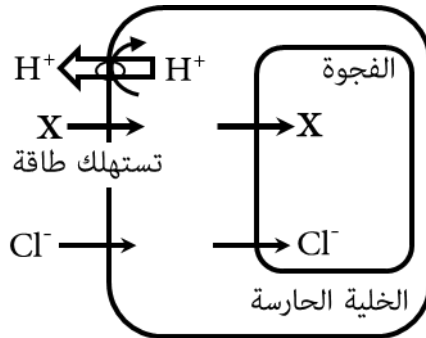 الفجوة
H⁺ H⁺
X X
تستهلك طاقة
Cl⁻ Cl⁻
الخلية الحارسة